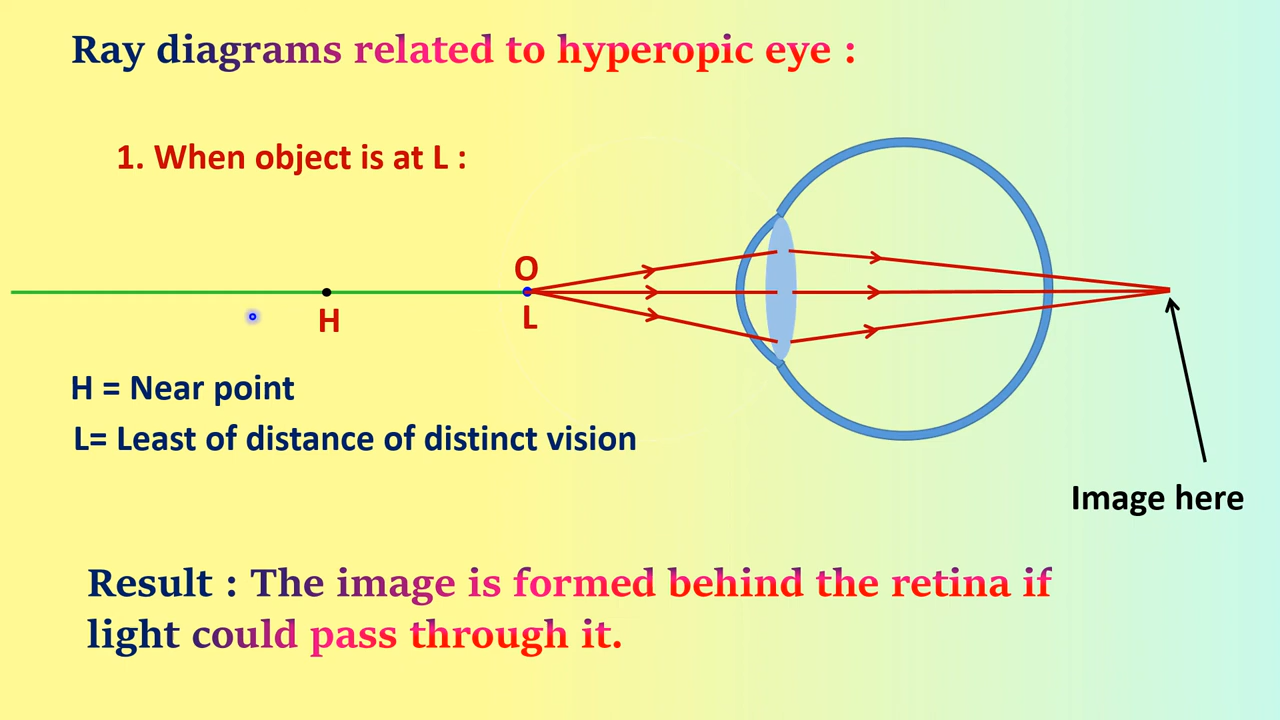 Ray diagrams related to hyperopic eye :
1. When object is at L :
O
H
L
H = Near point
L= Least of distance of distinct vision
Image here
Result : The image is formed behind the retina if
light could pass through it.